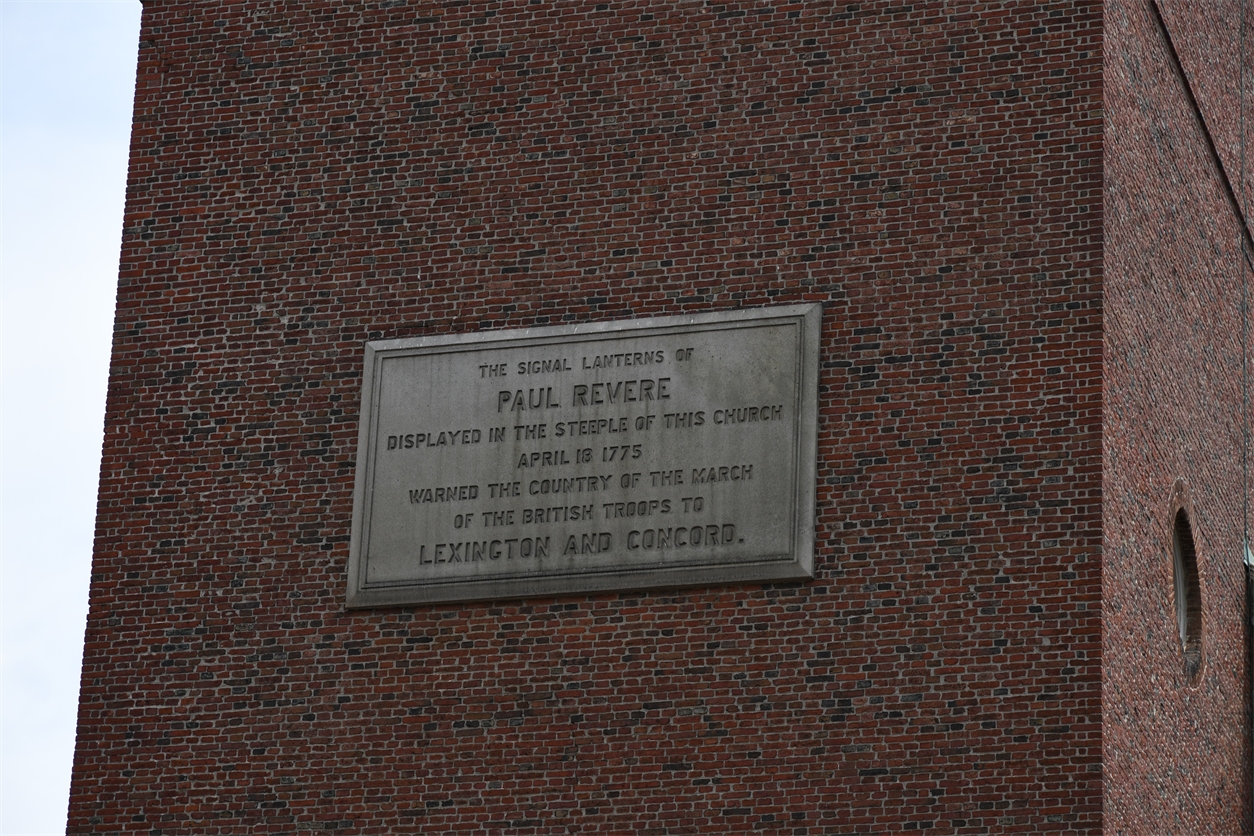 THE SIGNAL LANTERNS OF
PAUL REVERE
DISPLAYED IN THE STEEPLE OF THIS CHURCH
APRIL 18 1775
WARNED THE COUNTRY OF THE MARCH
OF THE BRITISH TROOPS TO
LEXINGTON AND CONCORD.